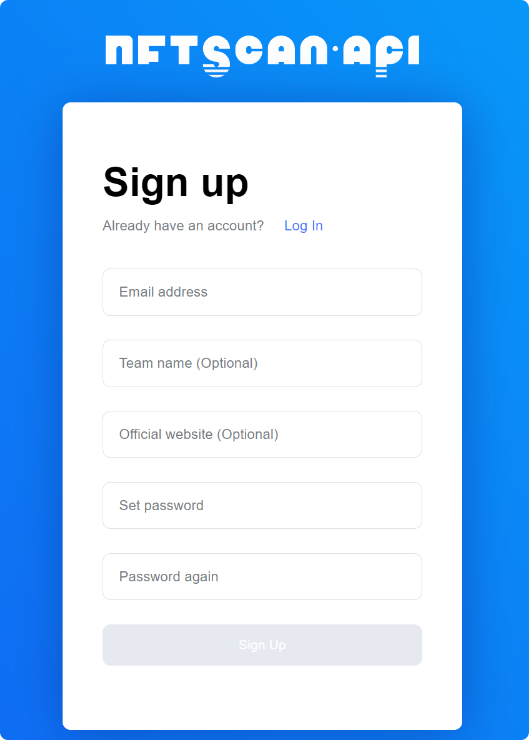 NFTSCAN·API
Sign up
Already have an account? Log In
Email address
Team name (Optional)
Official website (Optional)
Set password
Password again
Sign Up